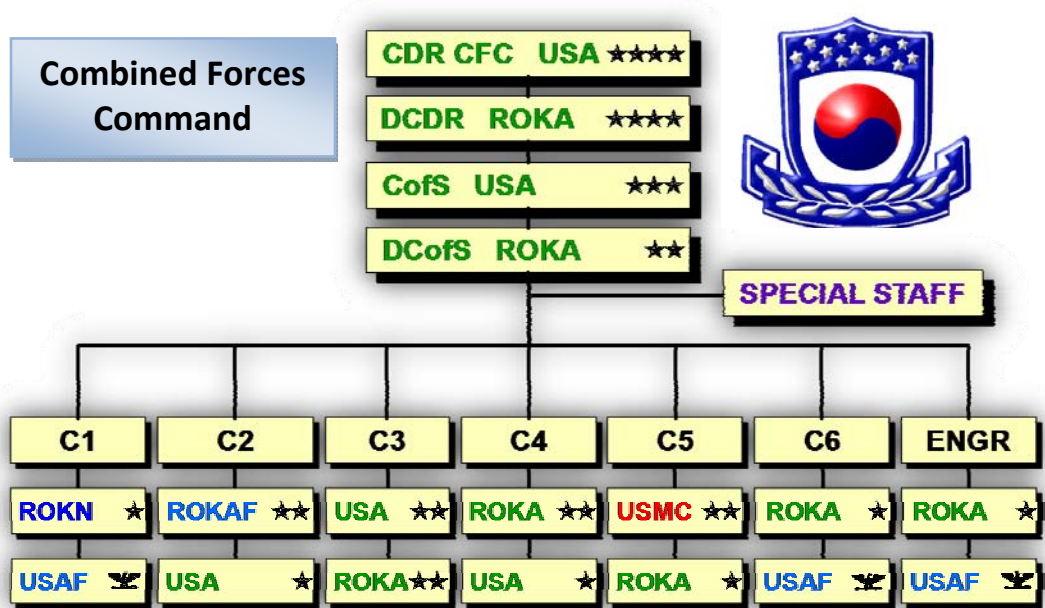 Combined Forces
Command
CDR CFC USA ★★★★
DCDR ROKA ★★★★
CofS USA ★★★
DCofS ROKA ★★
SPECIAL STAFF
C1 C2 C3 C4 C5 C6 ENGR
ROKN ★ ROKAF ★★ USA ★★ ROKA ★★ USMC ★★ ROKA ★ ROKA ★
USAF USA ★ ROKA★★ USA ★ ROKA ★ USAF USAF